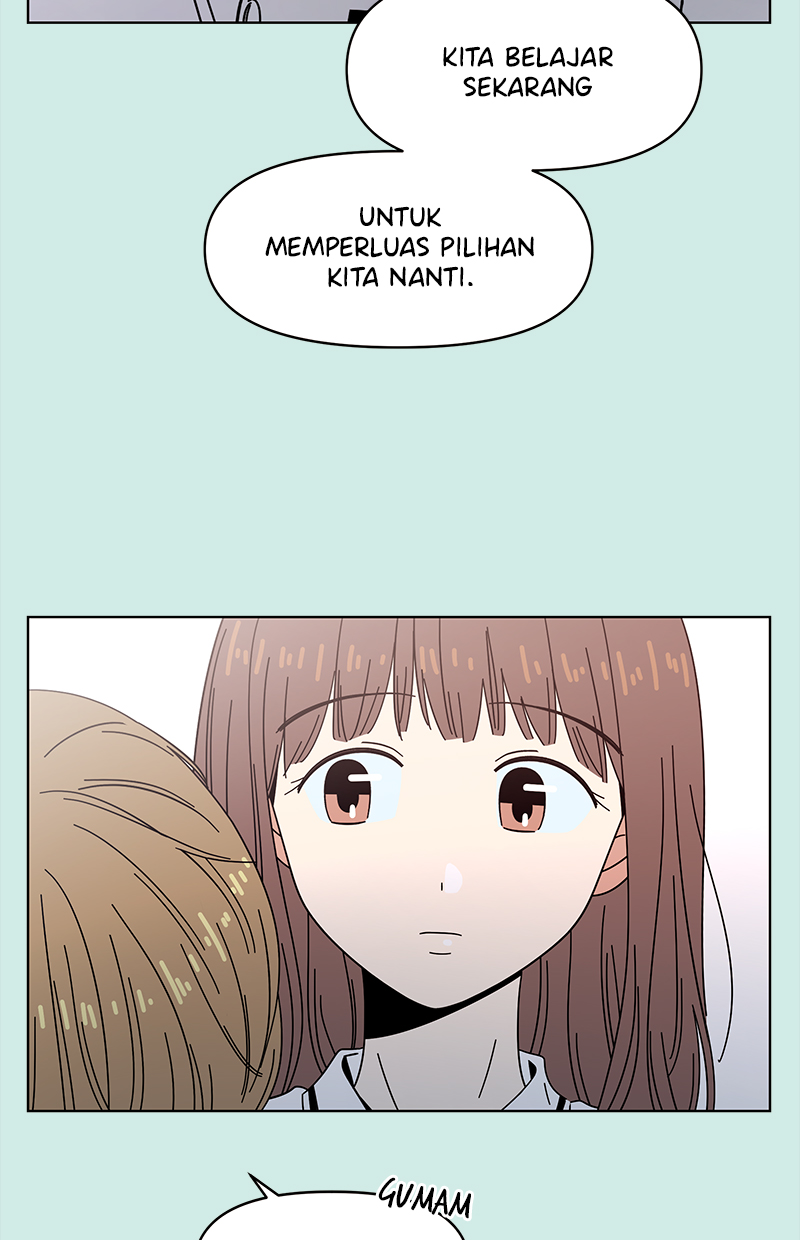 KITA BELAJAR
SEKARANG
UNTUK
MEMPERLUAS PILIHAN
KITA NANTI.
GUMAM